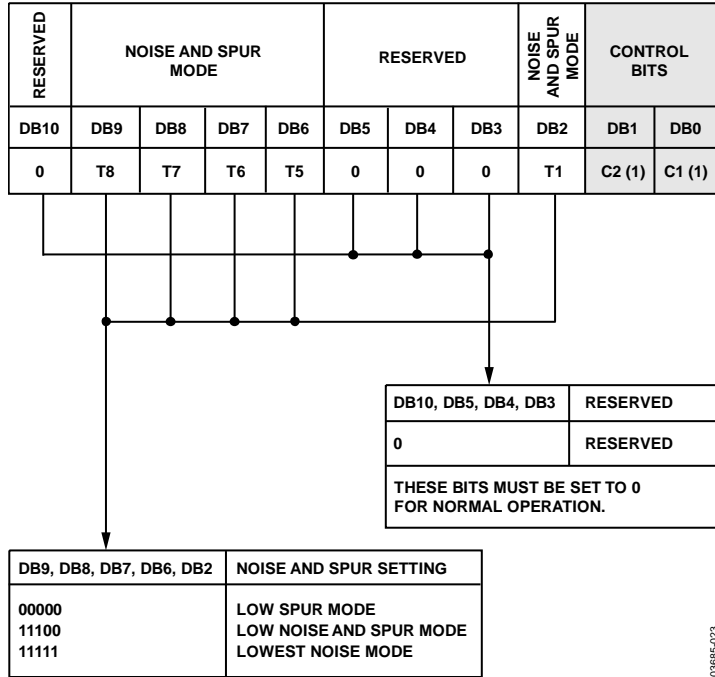 RESERVED
NOISE AND SPUR
MODE
RESERVED
NOISE
AND SPUR
MODE
CONTROL
BITS
DB10 DB9 DB8 DB7 DB6 DB5 DB4 DB3 DB2 DB1 DB0
0 T8 T7 T6 T5 0 0 0 T1 C2 (1) C1 (1)
DB10, DB5, DB4, DB3 RESERVED
0 RESERVED
THESE BITS MUST BE SET TO 0
FOR NORMAL OPERATION.
DB9, DB8, DB7, DB6, DB2 NOISE AND SPUR SETTING
00000 LOW SPUR MODE
11100 LOW NOISE AND SPUR MODE
11111 LOWEST NOISE MODE
03685-023